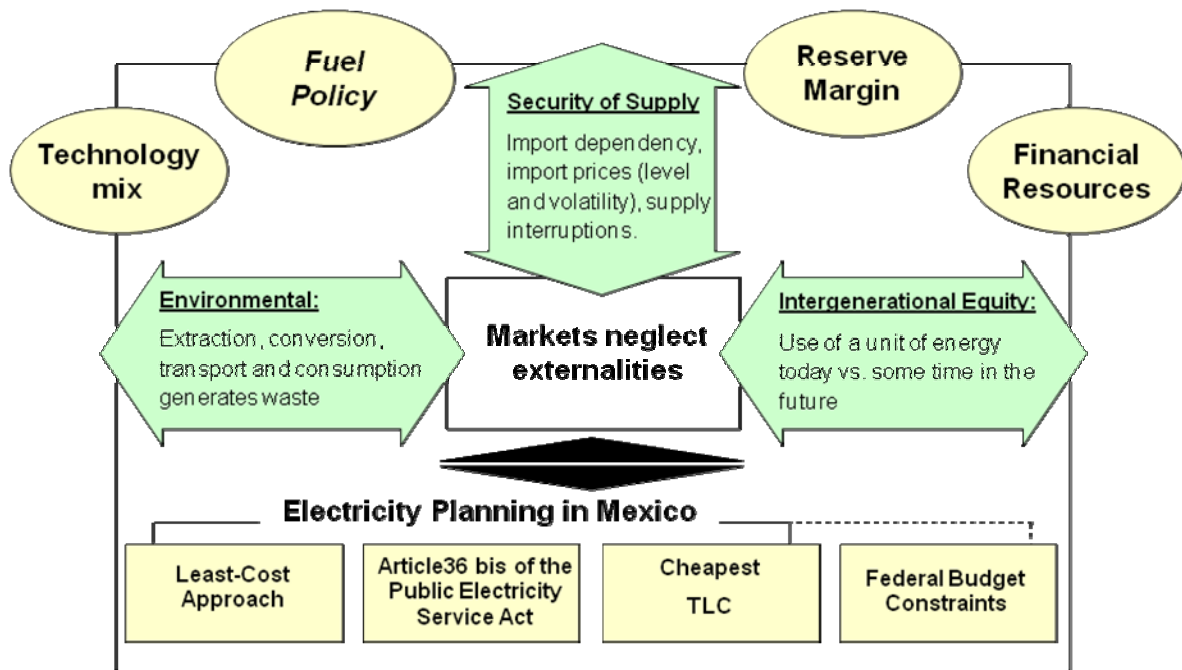 Fuel
Policy
Reserve
Margin
Technology
mix
Security of Supply
Import dependency,
import prices (level
and volatility), supply
interruptions.
Financial
Resources
Environmental:
Extraction, conversion,
transport and consumption
generates waste
Markets neglect
externalities
Intergenerational Equity:
Use of a unit of energy
today vs. some time in the
future
Electricity Planning in Mexico
Least-Cost
Approach
Article36 bis of the
Public Electricity
Service Act
Cheapest
TLC
Federal Budget
Constraints